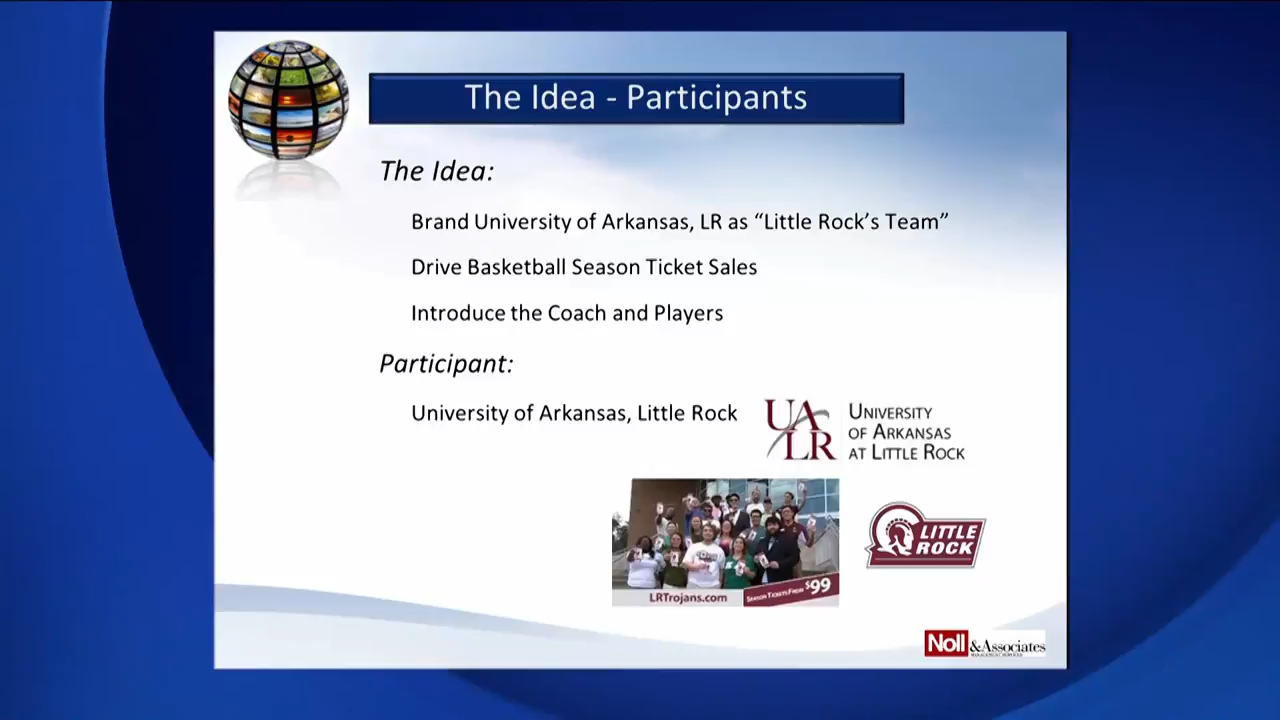 The Idea - Participants
The Idea:
Brand University of Arkansas, LR as “Little Rock’s Team”
Drive Basketball Season Ticket Sales
Introduce the Coach and Players
Participant:
University of Arkansas, Little Rock
UA
LR
UNIVERSITY
OF ARKANSAS
AT LITTLE ROCK
LITTLE
ROCK
LRTrojans.com
SEASON TICKETS FROM $99
Noll &Associates